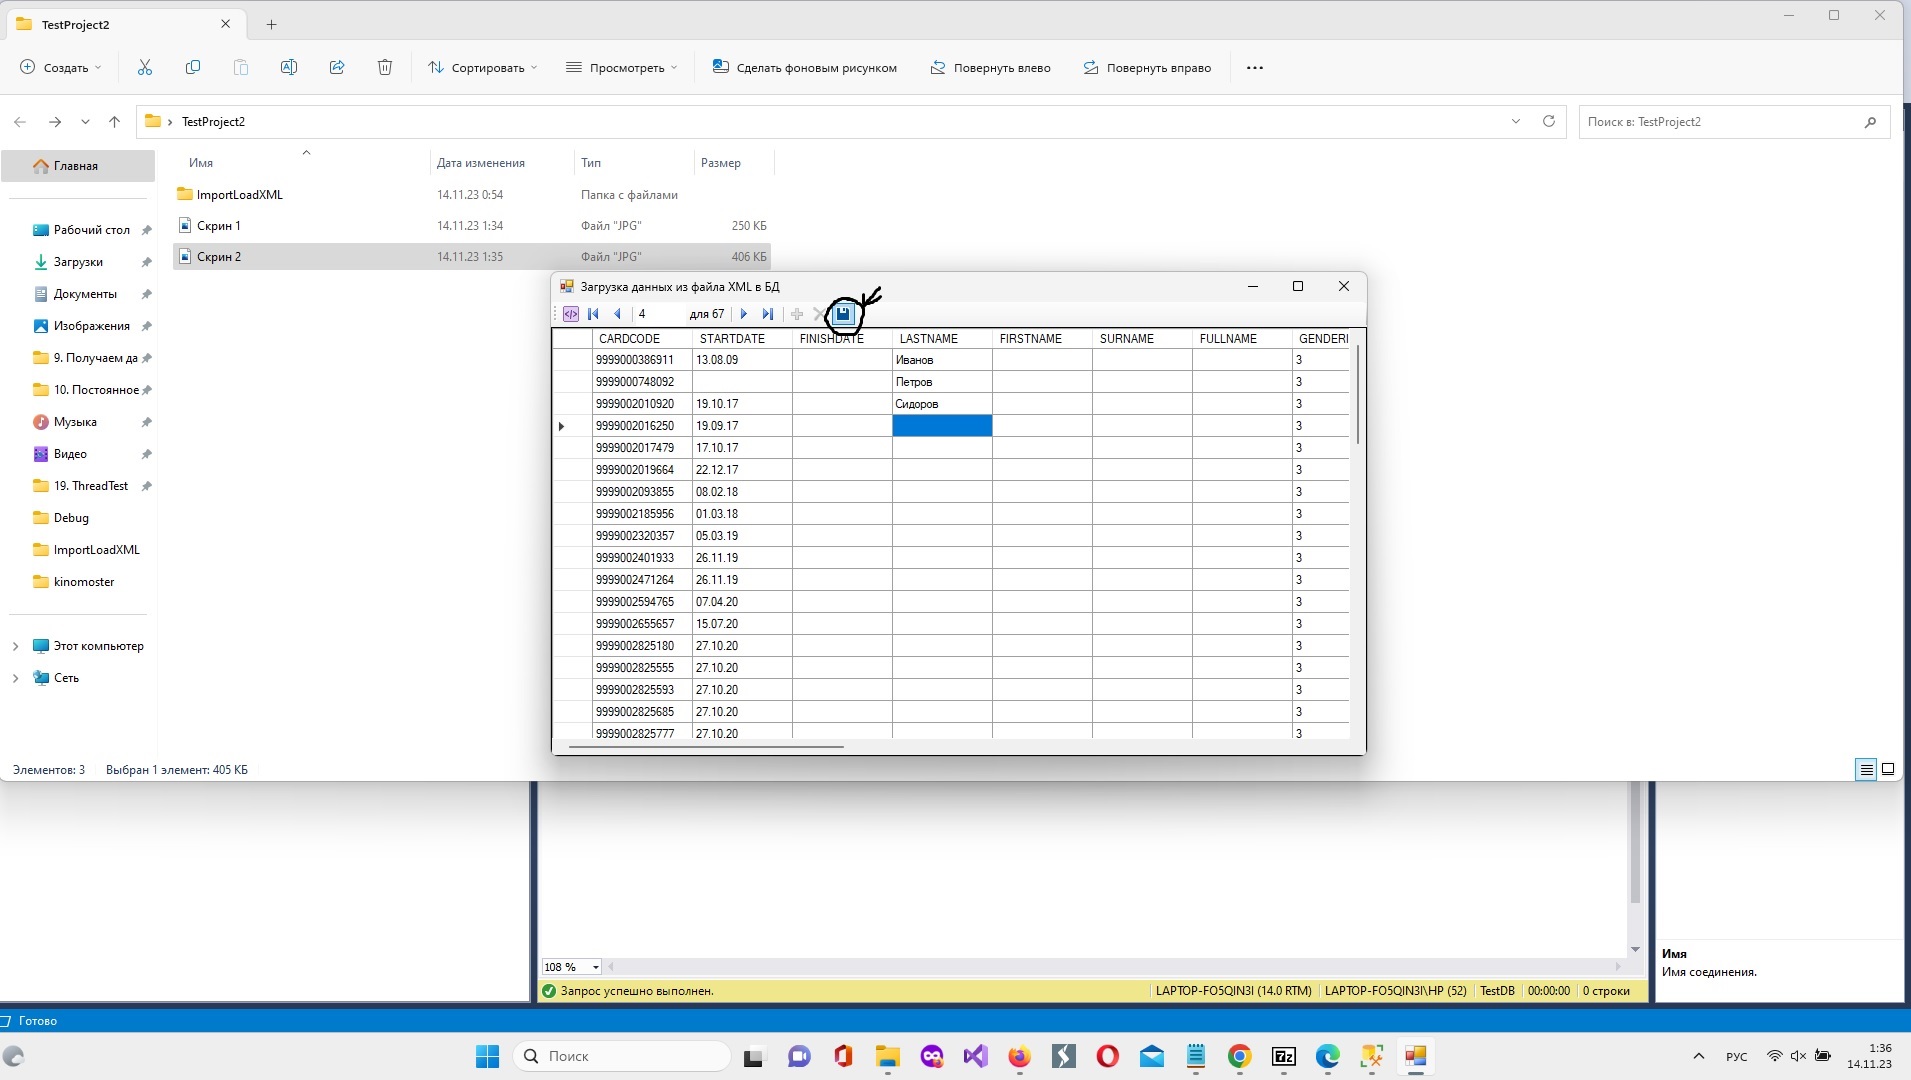 TestProject2
Создать
Сортировать
Просмотреть
Сделать фоновым рисунком
Повернуть влево
Повернуть вправо
TestProject2
Поиск в: TestProject2
Имя Дата изменения Тип Размер
ImportLoadXML 14.11.23 0:54 Папка с файлами
Скрин 1 14.11.23 1:34 Файл "JPG" 250 КБ
Скрин 2 14.11.23 1:35 Файл "JPG" 406 КБ
Главная
Рабочий стол
Загрузки
Документы
Изображения
9. Получаем да
10. Постоянное
Музыка
Видео
19. ThreadTest
Debug
ImportLoadXML
kinomoster
Этот компьютер
Сеть
Элементов: 3 Выбран 1 элемент: 405 КБ
Загрузка данных из файла XML в БД
4 для 67
CARDCODE STARTDATE FINISHDATE LASTNAME FIRSTNAME SURNAME FULLNAME GENDERI
9999000386911 13.08.09 Иванов 3
9999000748092 Петров 3
9999002010920 19.10.17 Сидоров 3
9999002016250 19.09.17 3
9999002017479 17.10.17 3
9999002019664 22.12.17 3
9999002093855 08.02.18 3
9999002185956 01.03.18 3
9999002320357 05.03.19 3
9999002401933 26.11.19 3
9999002471264 26.11.19 3
9999002594765 07.04.20 3
9999002655657 15.07.20 3
9999002825180 27.10.20 3
9999002825555 27.10.20 3
9999002825593 27.10.20 3
9999002825685 27.10.20 3
9999002825777 27.10.20 3
108 %
Имя
Имя соединения.
Запрос успешно выполнен. LAPTOP-FO5QIN3I (14.0 RTM) LAPTOP-FO5QIN3I\HP (52) TestDB 00:00:00 0 строки
Готово
Поиск
7z
РУС
1:36
14.11.23